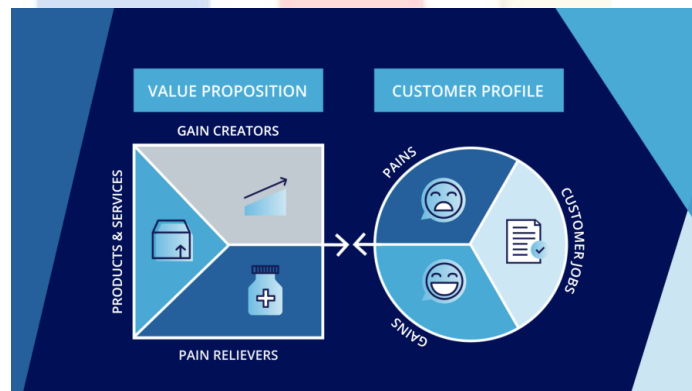 VALUE PROPOSITION
CUSTOMER PROFILE
GAIN CREATORS
PRODUCTS & SERVICES
PAIN RELIEVERS
PAINS
CUSTOMER JOBS
GAINS